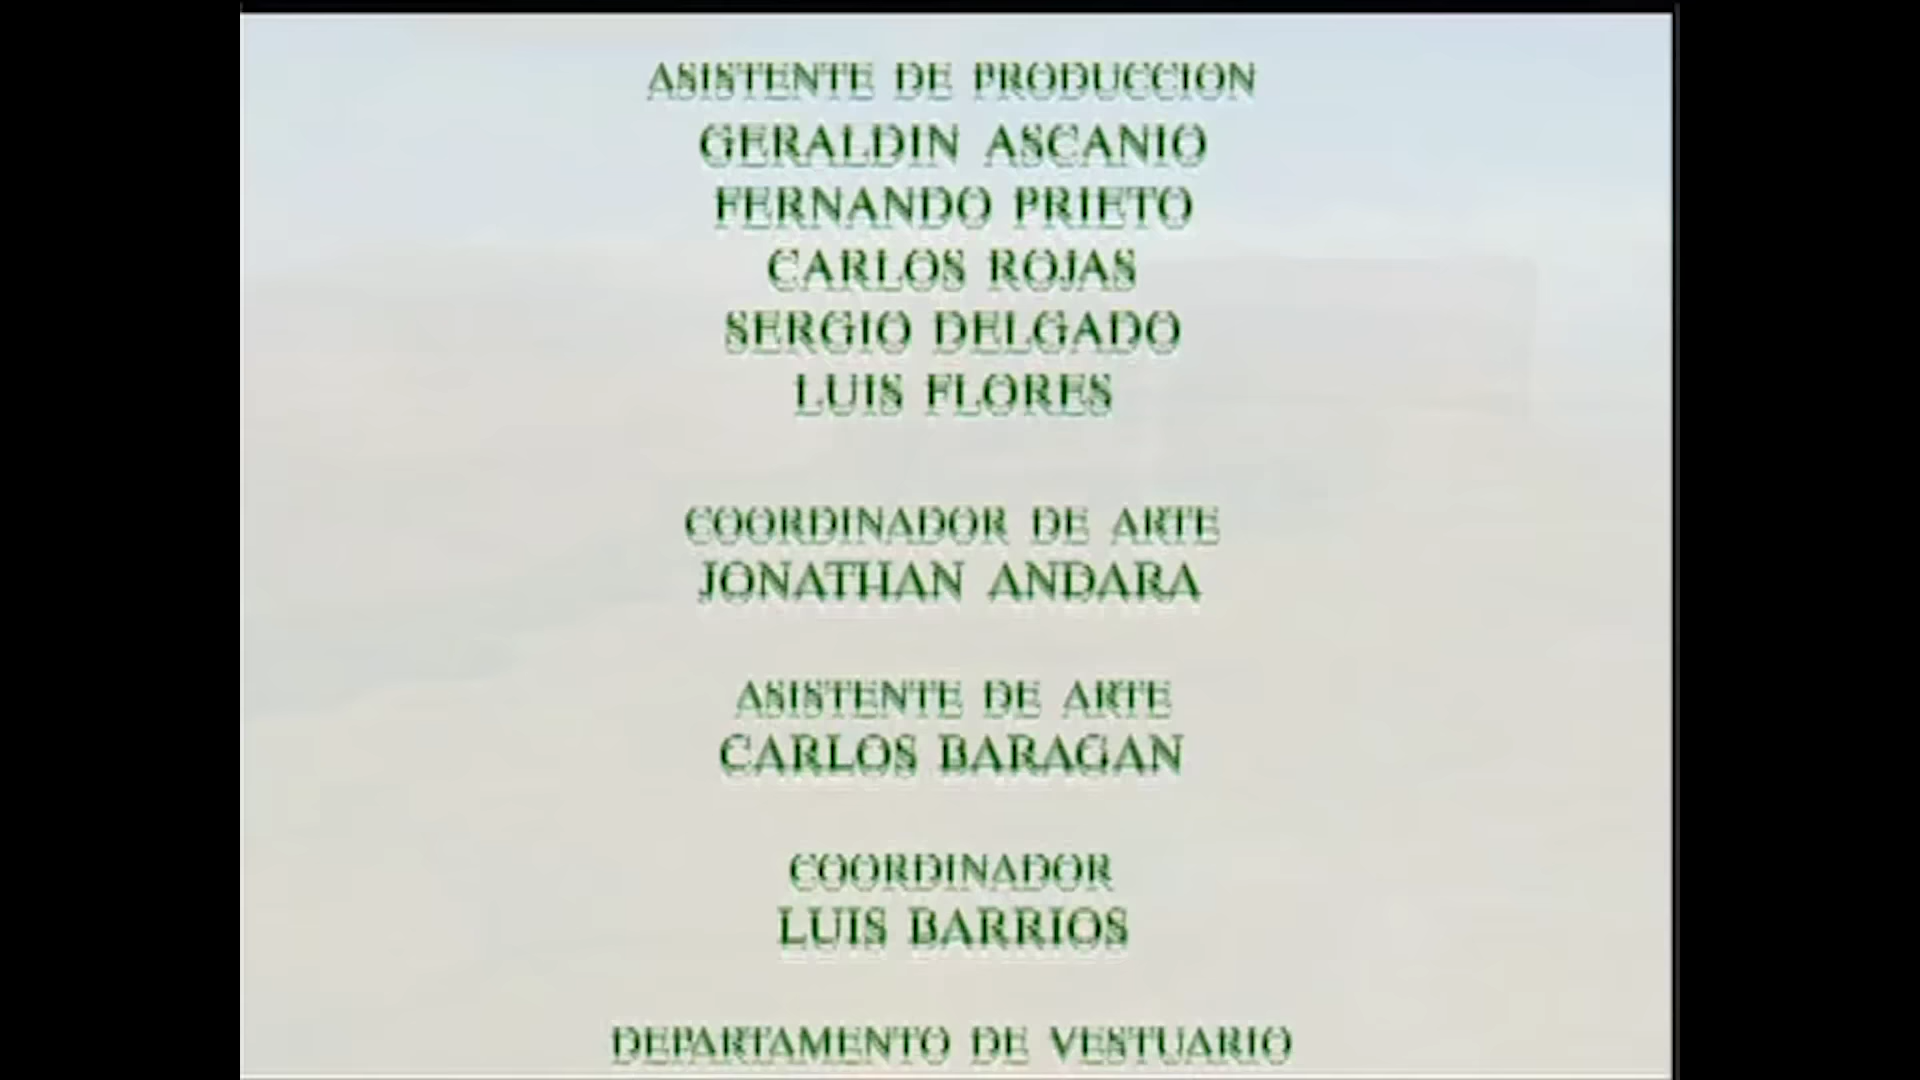 ASISTENTE DE PRODUCCION
GERALDIN ASCANIO
FERNANDO PRIETO
CARLOS ROJAS
SERGIO DELGADO
LUIS FLORES
COORDINADOR DE ARTE
JONATHAN ANDARA
ASISTENTE DE ARTE
CARLOS BARAGAN
COORDINADOR
LUIS BARRIOS
DEPARTAMENTO DE VESTUARIO